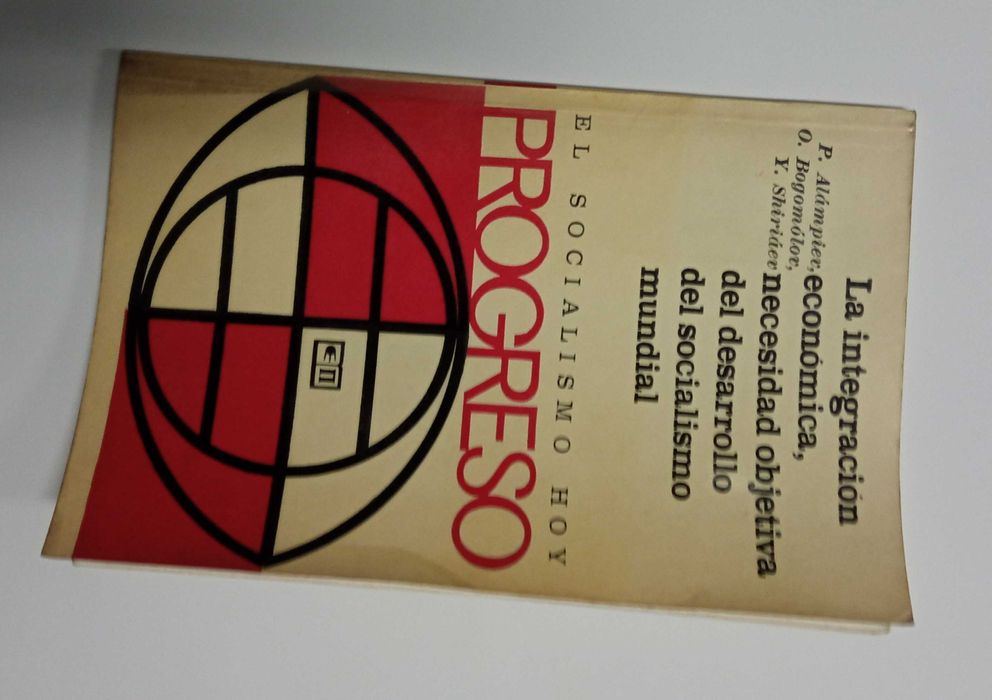 P. Alámpiev,
O. Bogomólov,
Y. Shiriáev
La integración
económica,
necesidad objetiva
del desarrollo
del socialismo
mundial
EL SOCIALISMO HOY
PROGRESO